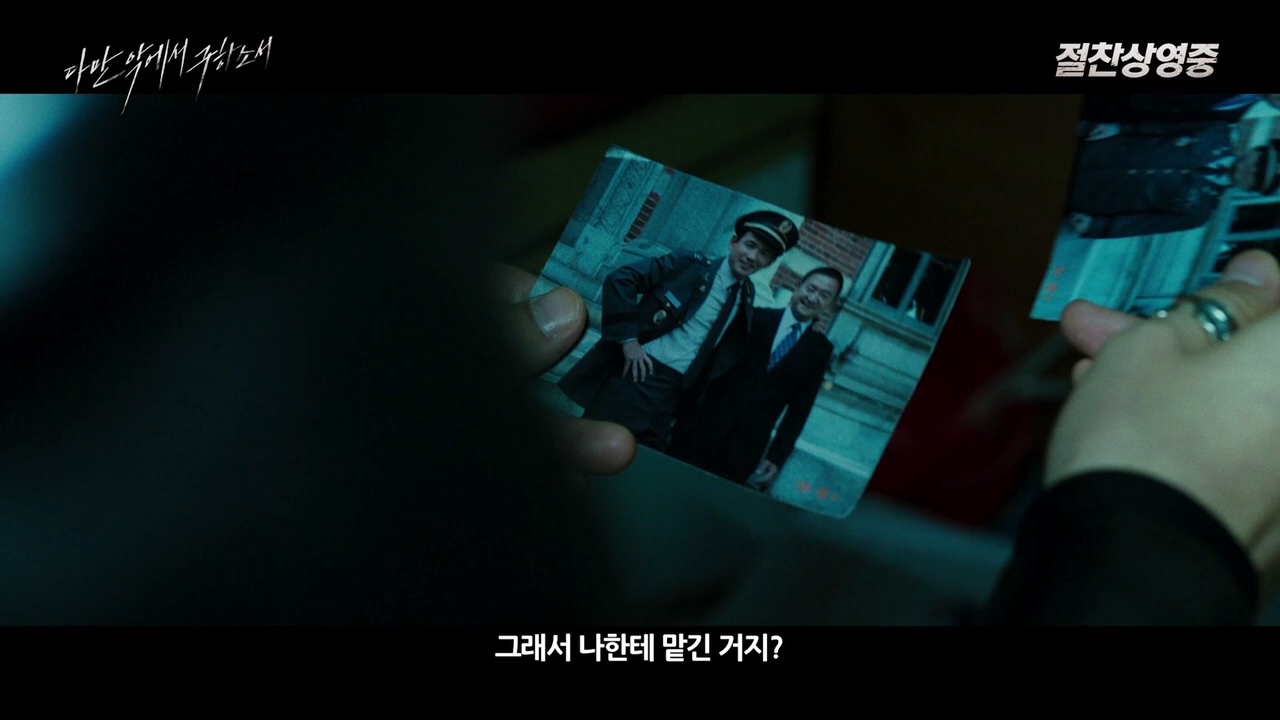 다만 악에서 구하소서
절찬상영중
그래서 나한테 맡긴 거지?